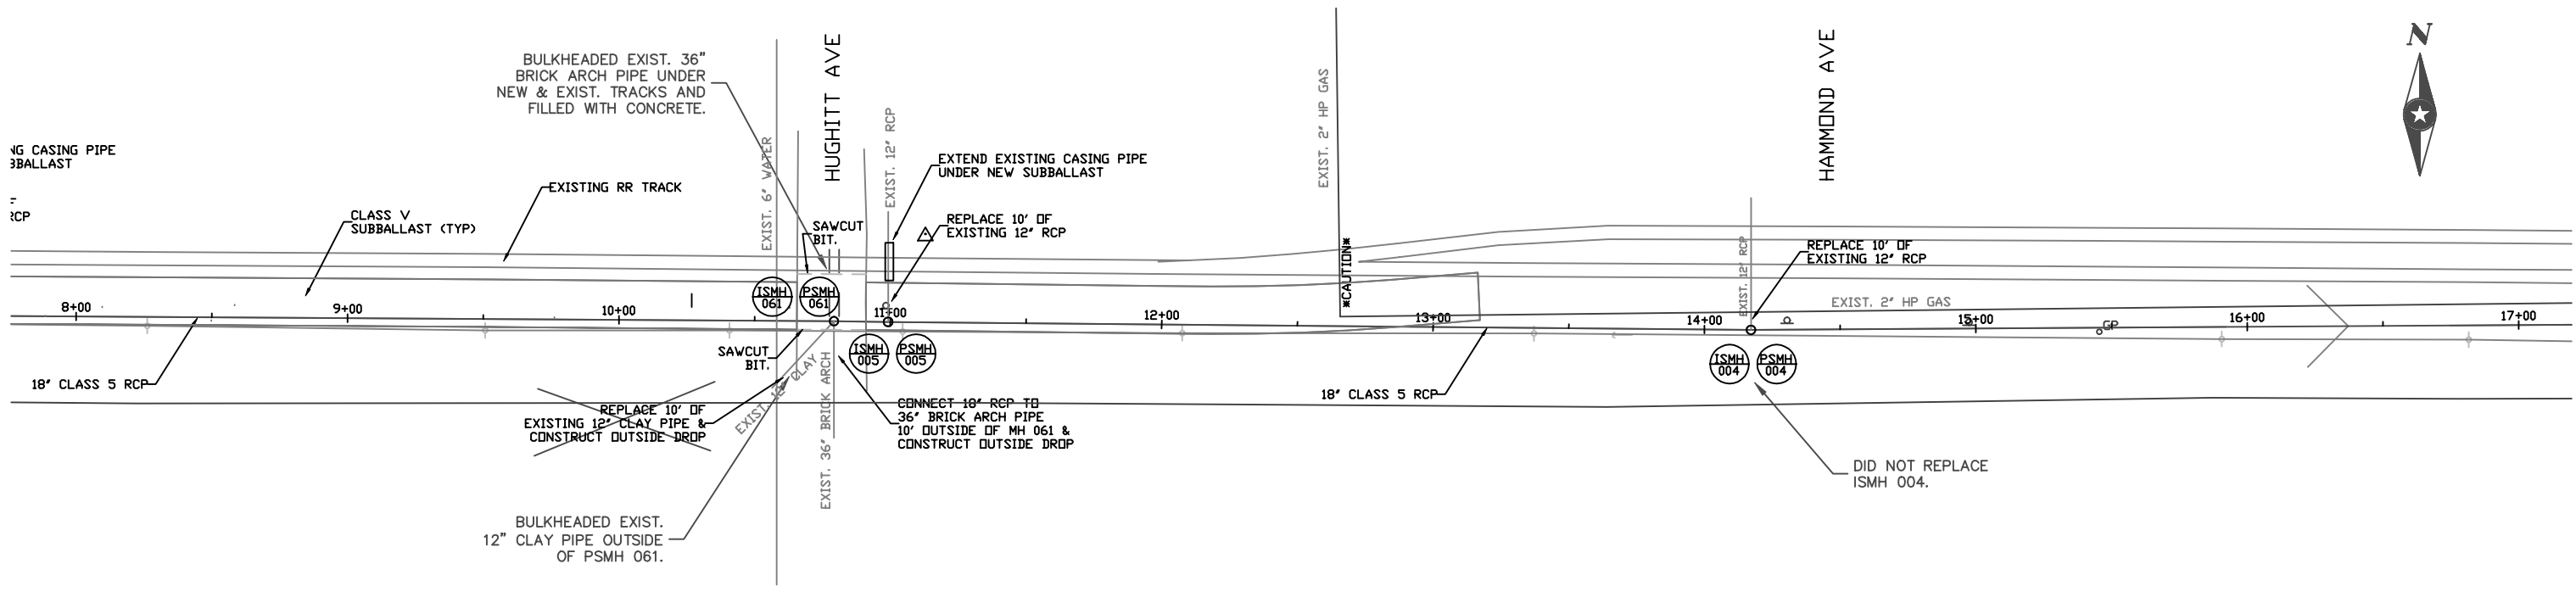 N
BULKHEADED EXIST. 36"
BRICK ARCH PIPE UNDER
NEW & EXIST. TRACKS AND
FILLED WITH CONCRETE.
HUGHITT AVE
HAMMOND AVE
EXIST. 6" WATER
EXIST. 12" RCP
EXIST. 2" HP GAS
NG CASING PIPE
BBALLAST
RCP
CLASS V
SUBBALLAST (TYP)
EXISTING RR TRACK
SAWCUT
BIT.
EXTEND EXISTING CASING PIPE
UNDER NEW SUBBALLAST
REPLACE 10' OF
EXISTING 12" RCP
*CAUTION*
EXIST. 12" RCP
REPLACE 10' OF
EXISTING 12" RCP
EXIST. 2" HP GAS
8+00
9+00
10+00
11+00
12+00
13+00
14+00
15+00
16+00
17+00
GP
ISMH
061
PSMH
061
ISMH
005
PSMH
005
ISMH
004
PSMH
004
SAWCUT
BIT.
18" CLASS 5 RCP
REPLACE 10' OF
EXISTING 12" CLAY PIPE &
CONSTRUCT OUTSIDE DROP
EXIST. 12" CLAY
EXIST. 36" BRICK ARCH
CONNECT 18" RCP TO
36" BRICK ARCH PIPE
10' OUTSIDE OF MH 061 &
CONSTRUCT OUTSIDE DROP
18" CLASS 5 RCP
DID NOT REPLACE
ISMH 004.
BULKHEADED EXIST.
12" CLAY PIPE OUTSIDE
OF PSMH 061.